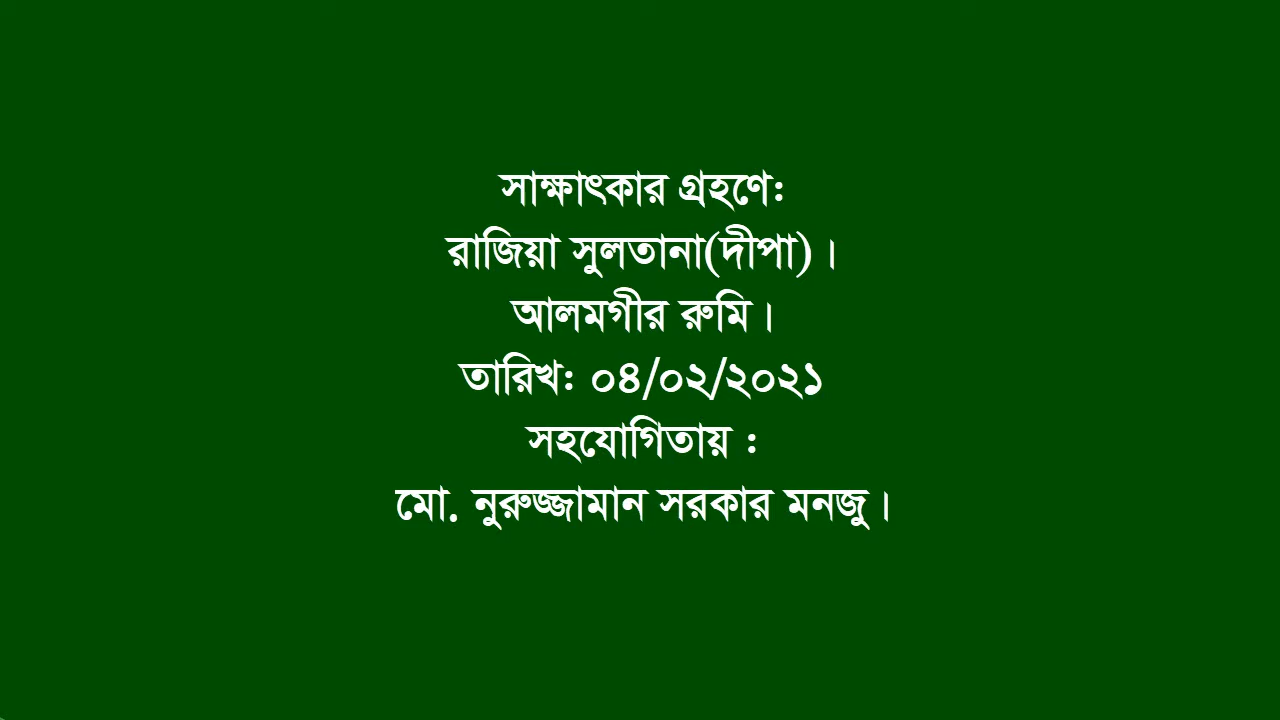 সাক্ষাৎকার গ্রহণে:
রাজিয়া সুলতানা(দীপা)।
আলমগীর রুমি।
তারিখ: ০৪/০২/২০২১
সহযোগিতায় :
মো. নুরুজ্জামান সরকার মনজু।